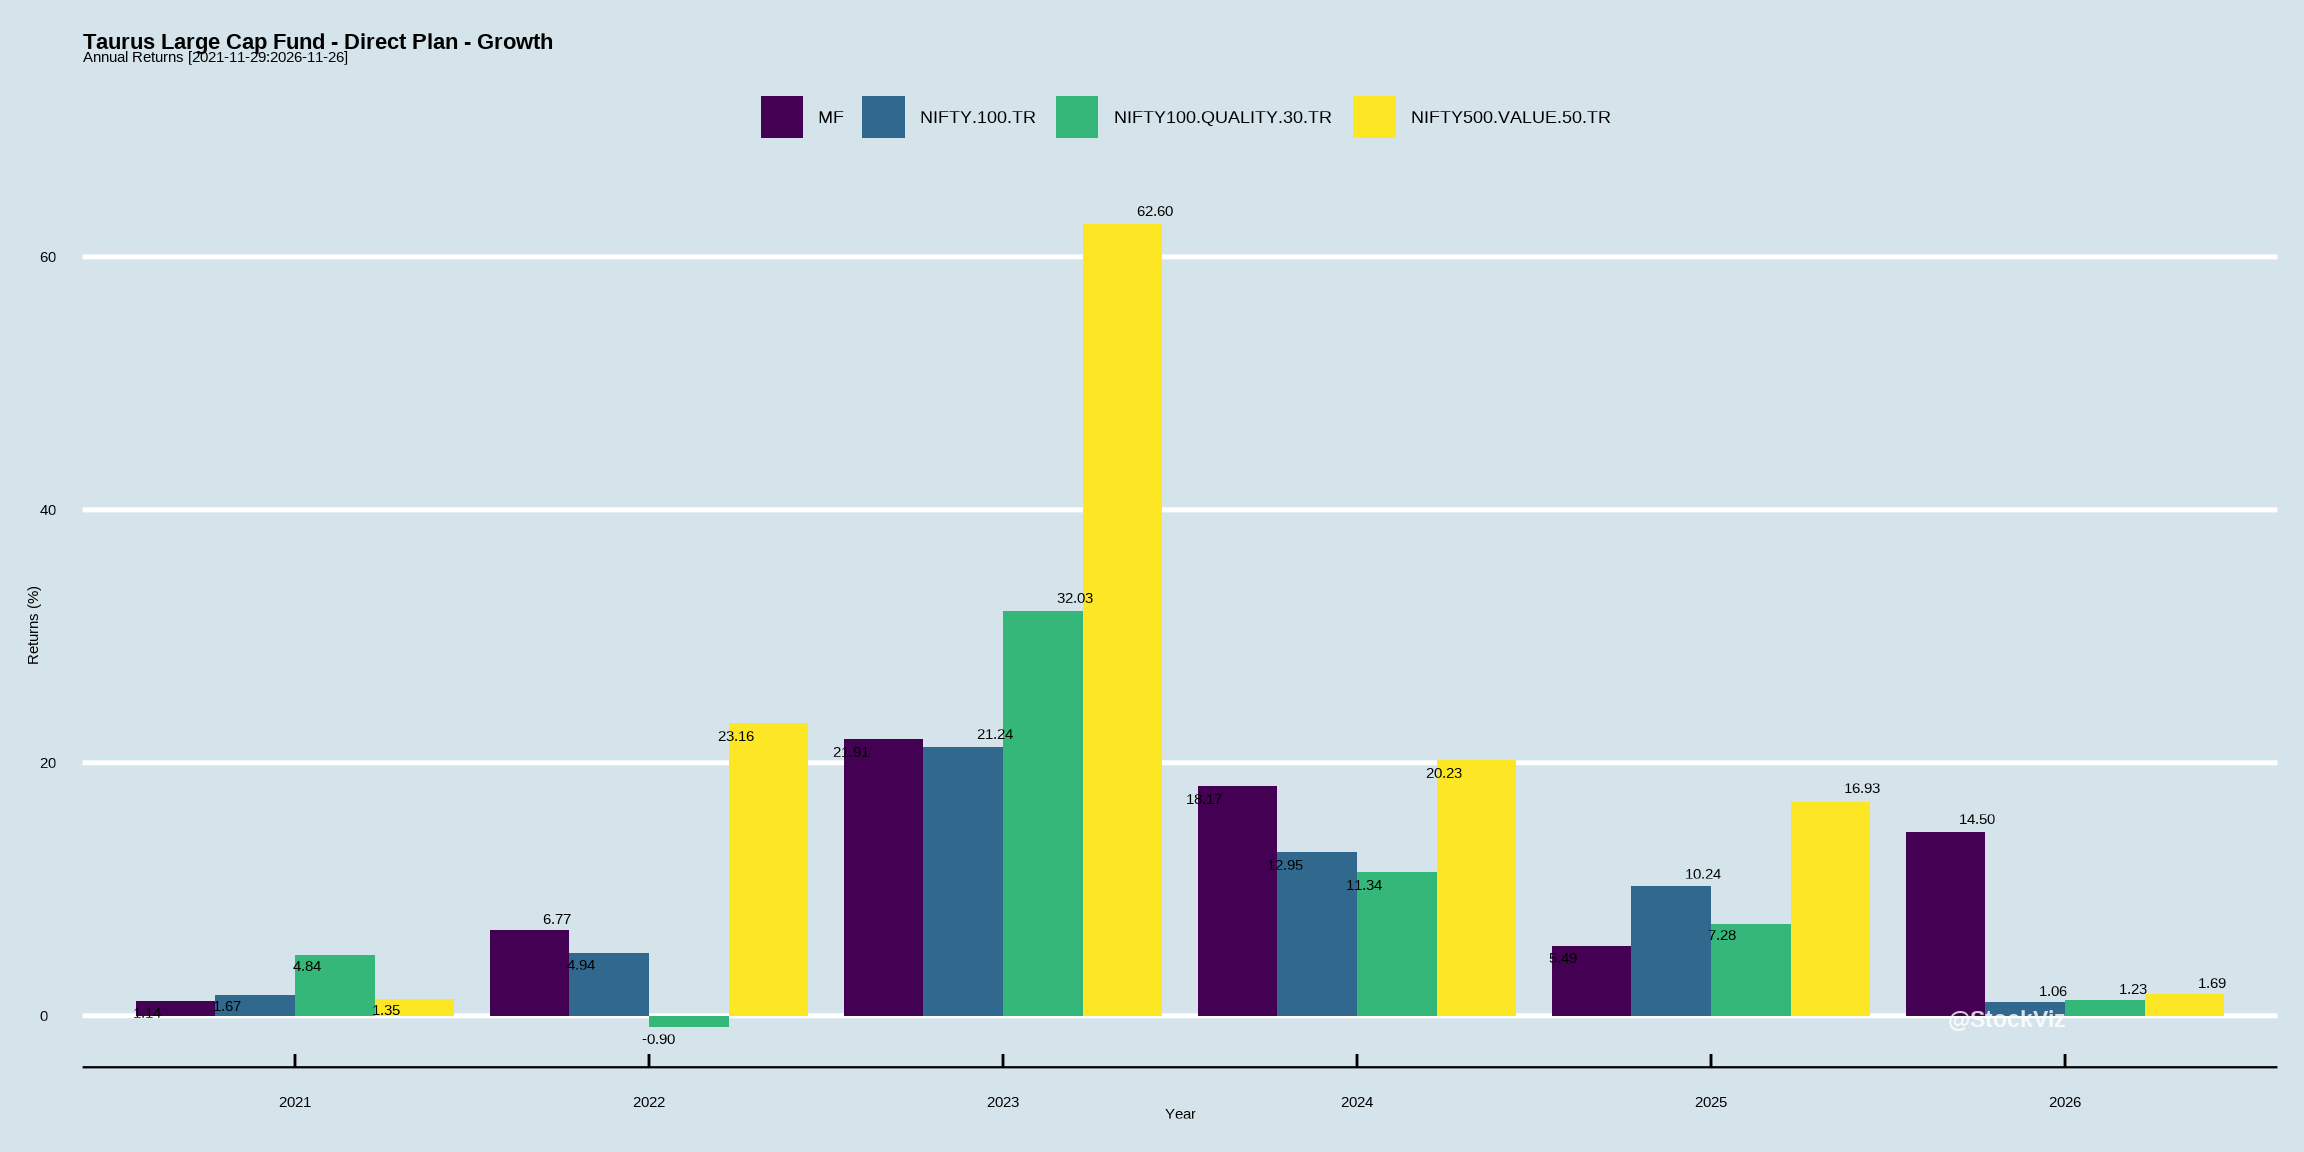 Taurus Large Cap Fund - Direct Plan - Growth
Annual Returns [2021-11-29:2026-11-26]
MF NIFTY.100.TR NIFTY100.QUALITY.30.TR NIFTY500.VALUE.50.TR
Returns (%)
60
40
20
0
1.14 1.67 4.84 1.35
6.77 4.94 -0.90 23.16
21.91 21.24 32.03 62.60
18.17 12.95 11.34 20.23
5.49 10.24 7.28 16.93
14.50 1.06 1.23 1.69
@StockViz
2021 2022 2023 2024 2025 2026
Year